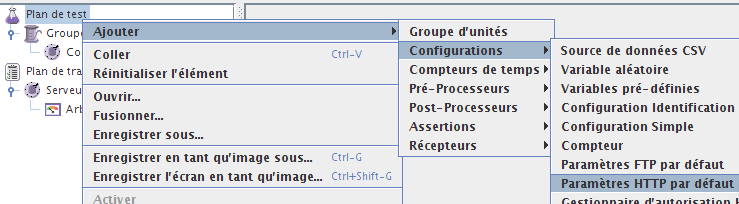 Plan de test
Groupe
Co
Plan de tra
Serveu
Arb
Ajouter
Coller Ctrl-V
Réinitialiser l'élément
Ouvrir...
Fusionner...
Enregistrer sous...
Enregistrer en tant qu'image sous... Ctrl-G
Enregistrer l'écran en tant qu'image... Ctrl+Shift-G
Activer
Groupe d'unités
Configurations
Compteurs de temps
Pré-Processeurs
Post-Processeurs
Assertions
Récepteurs
Source de données CSV
Variable aléatoire
Variables pré-définies
Configuration Identification
Configuration Simple
Compteur
Paramètres FTP par défaut
Paramètres HTTP par défaut
Gestionnaire d'autorisation H